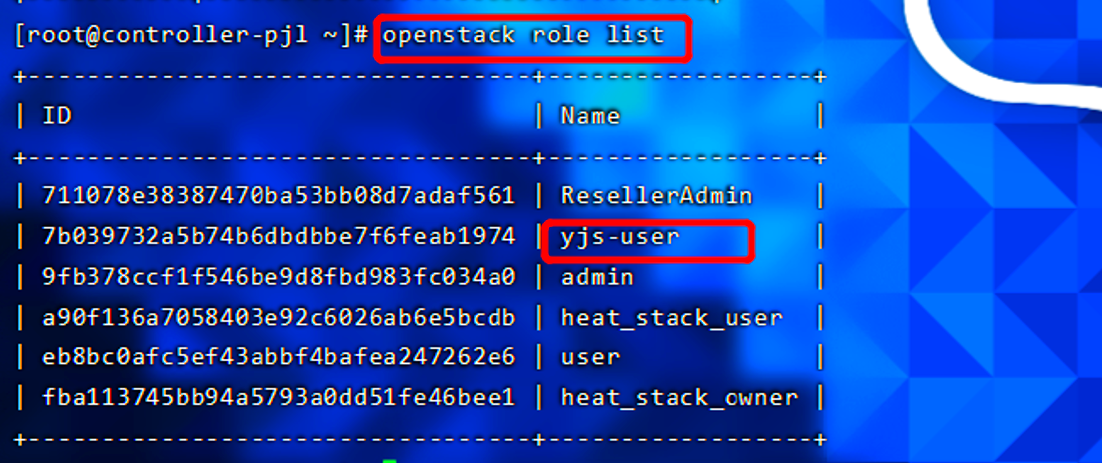 [root@controller-pjl ~]# openstack role list
+----------------------------------+-----------------+
| ID | Name |
+----------------------------------+-----------------+
| 711078e38387470ba53bb08d7adaf561 | ResellerAdmin |
| 7b039732a5b74b6dbdbbe7f6feab1974 | yjs-user |
| 9fb378ccf1f546be9d8fbd983fc034a0 | admin |
| a90f136a7058403e92c6026ab6e5bcdb | heat_stack_user |
| eb8bc0afc5ef43abbf4bafea247262e6 | user |
| fba113745bb94a5793a0dd51fe46bee1 | heat_stack_owner |
+----------------------------------+-----------------+